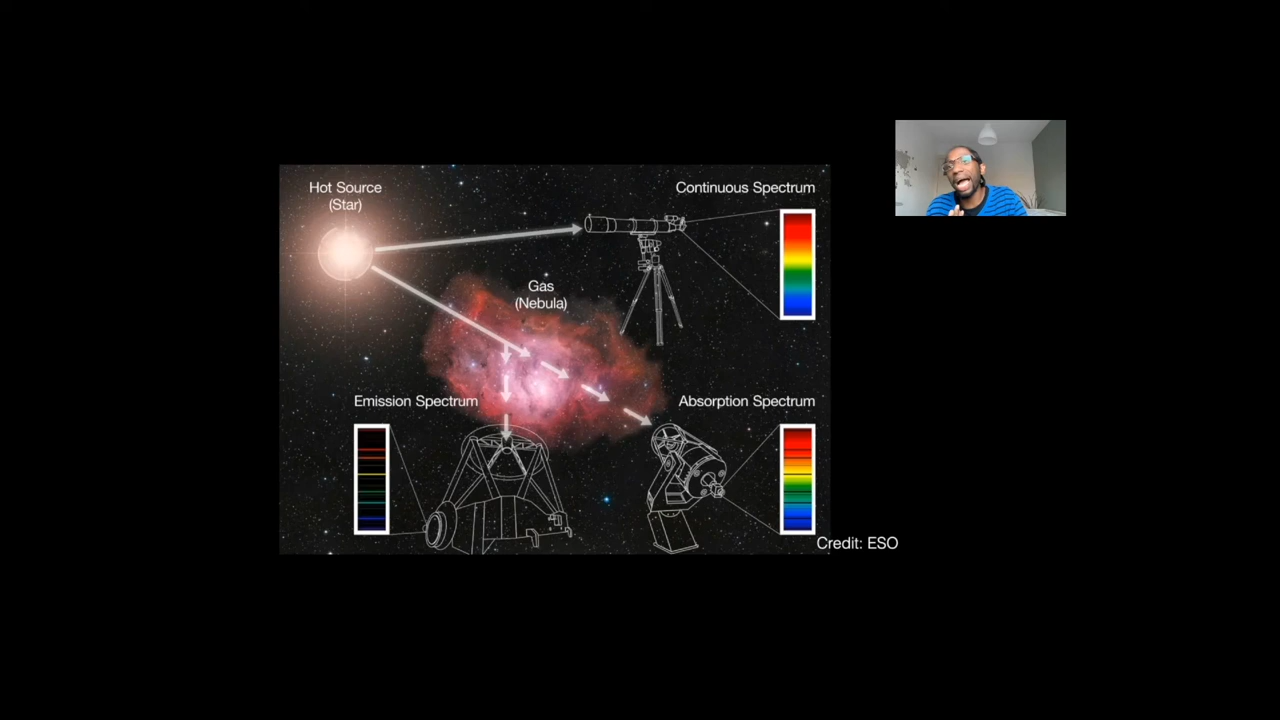 Hot Source
(Star)
Continuous Spectrum
Gas
(Nebula)
Emission Spectrum
Absorption Spectrum
Credit: ESO